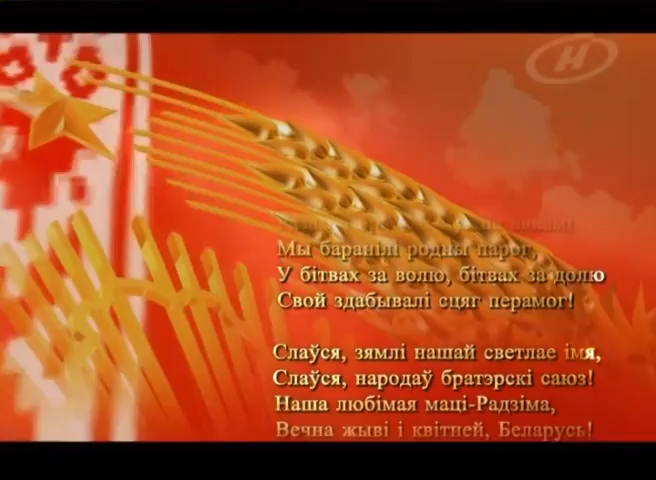 Мы баранілі родны парог,
У бітвах за волю, бітвах за долю
Свой здабывалі сцяг перамог!
Слаўся, зямлі нашай светлае імя,
Слаўся, народаў братэрскі саюз!
Наша любімая маці-Радзіма,
Вечна жыві і квітней, Беларусь!